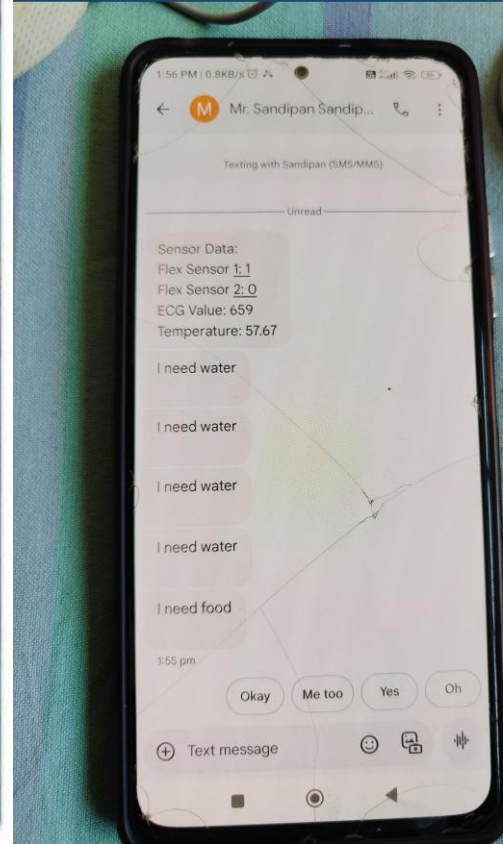 1:56 PM | 0.8KB/s
M
Mr. Sandipan Sandip...
Texting with Sandipan (SMS/MMS)
Unread
Sensor Data:
Flex Sensor 1: 1
Flex Sensor 2: 0
ECG Value: 659
Temperature: 57.67
I need water
I need water
I need water
I need water
I need food
1:55 pm
Okay
Me too
Yes
Oh
Text message